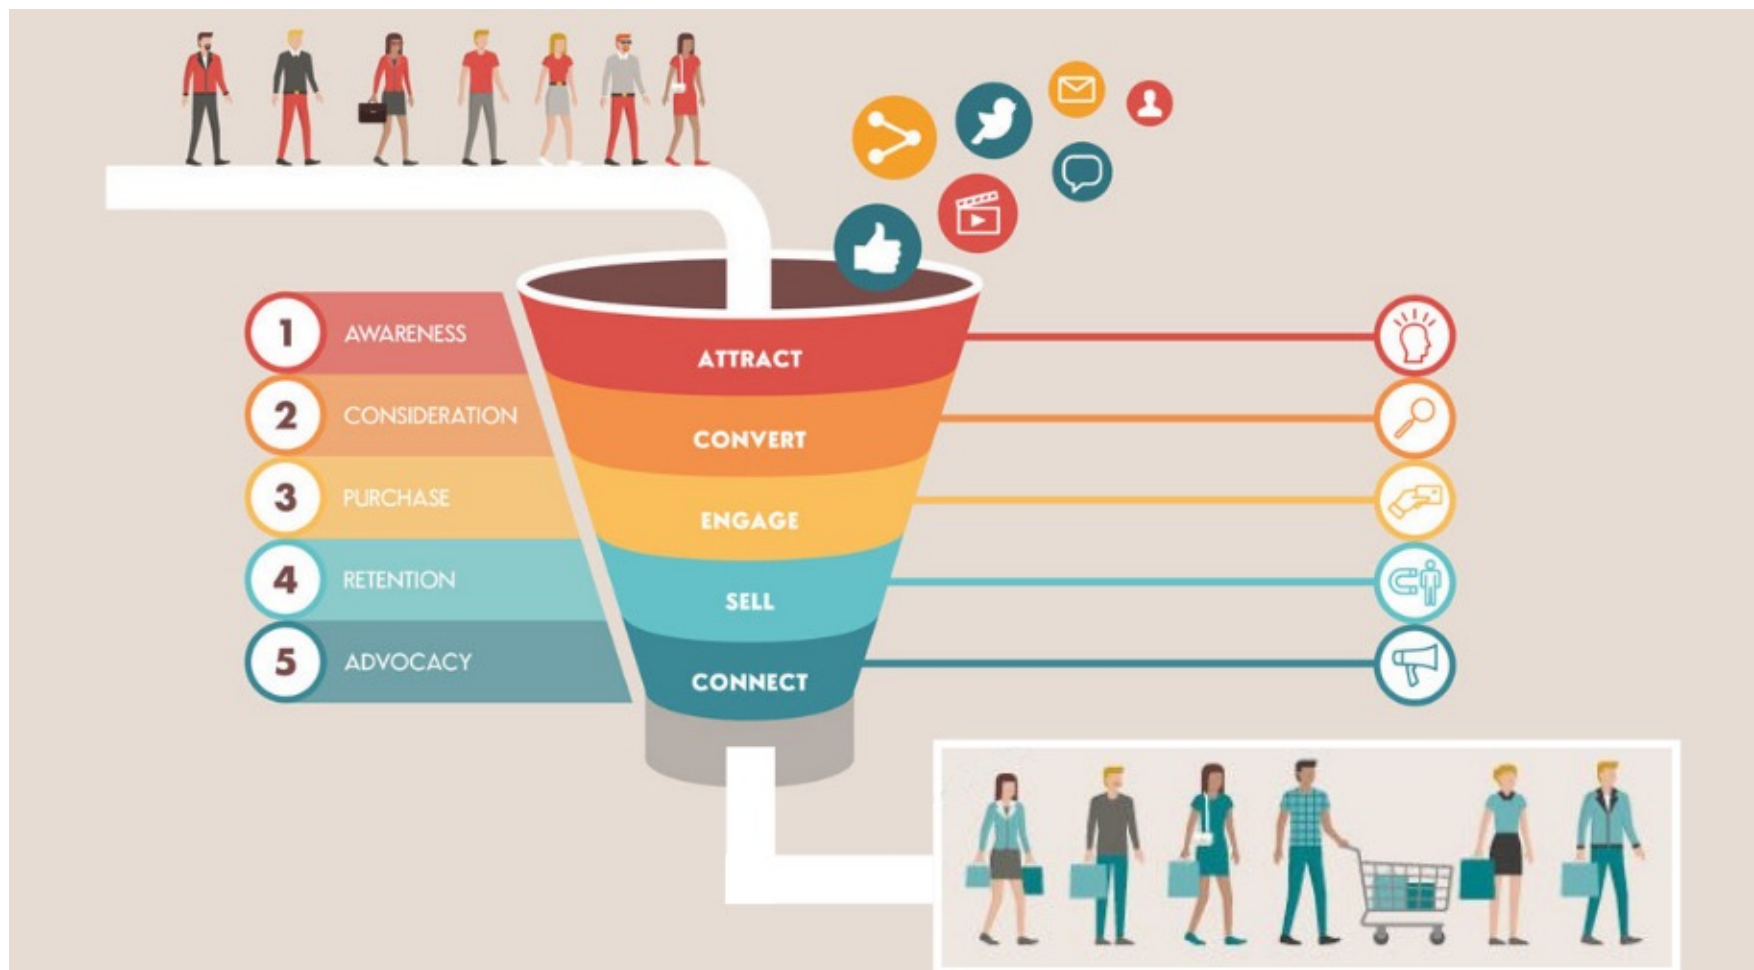 1 AWARENESS
ATTRACT
2 CONSIDERATION
CONVERT
3 PURCHASE
ENGAGE
4 RETENTION
SELL
5 ADVOCACY
CONNECT